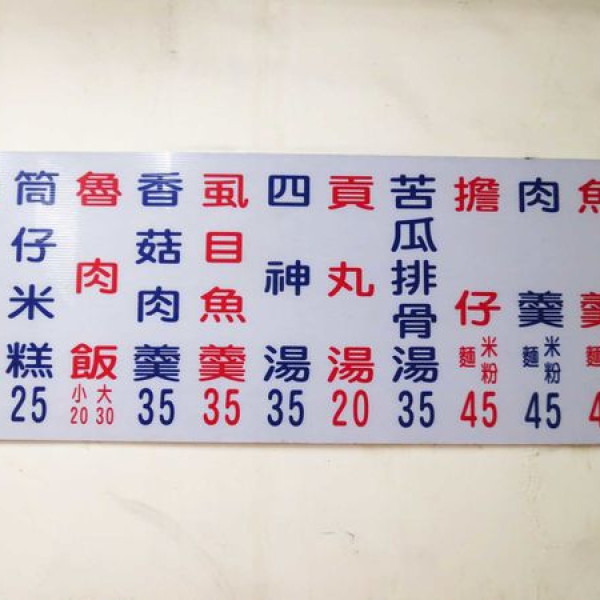 筒仔米糕 25
魯肉飯 小20 大30
香菇肉羹 35
虱目魚羹 35
四神湯 35
貢丸湯 20
苦瓜排骨湯 35
擔仔麵 米粉 45
肉羹麵 米粉 45
魚羹 4